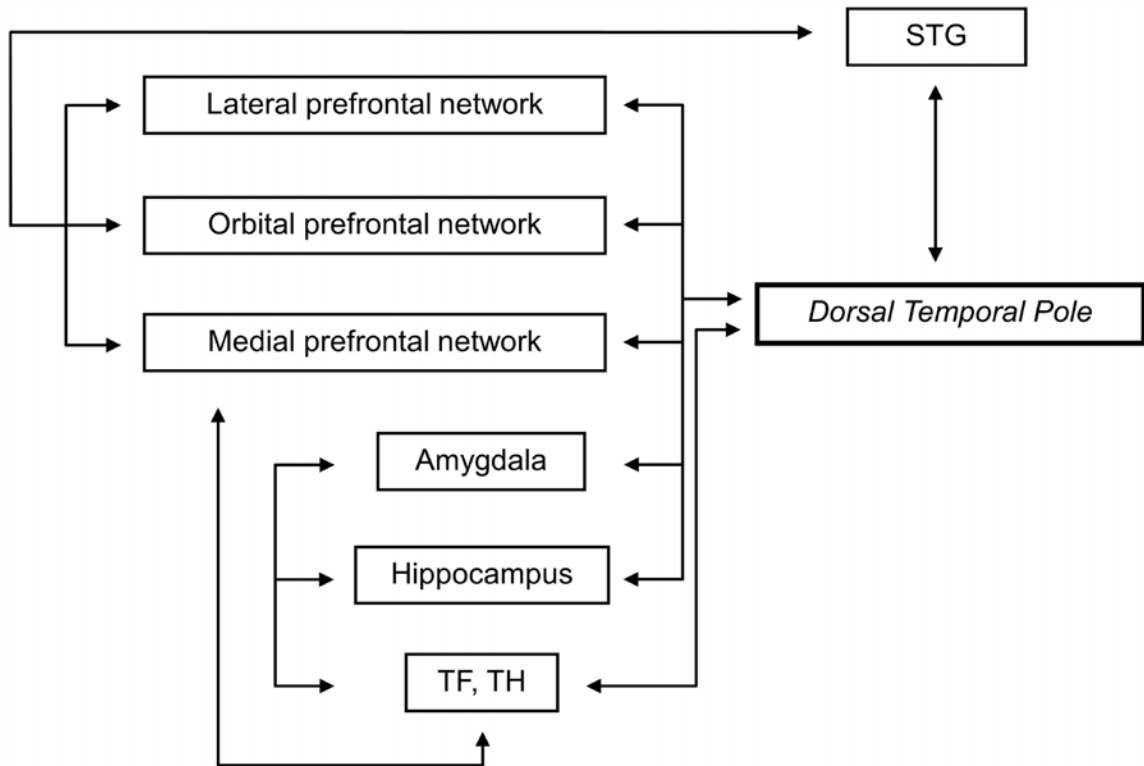 STG
Lateral prefrontal network
Orbital prefrontal network
Dorsal Temporal Pole
Medial prefrontal network
Amygdala
Hippocampus
TF, TH